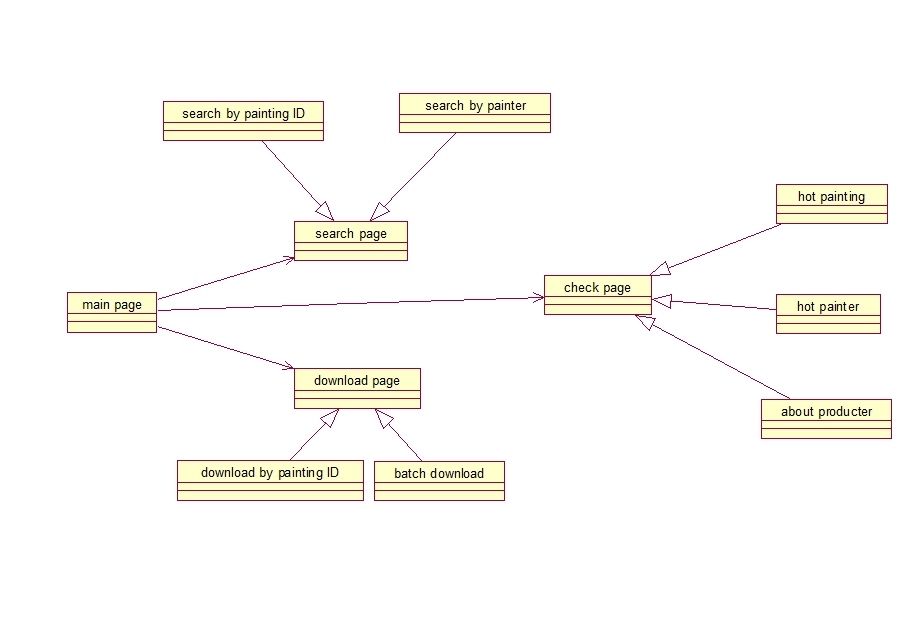 search by painting ID
search by painter
hot painting
search page
check page
main page
hot painter
download page
about producter
download by painting ID
batch download